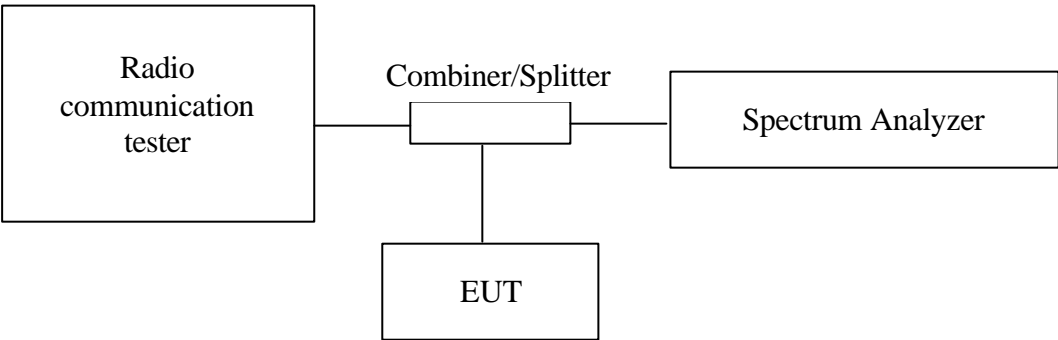 Radio
communication
tester
Combiner/Splitter
Spectrum Analyzer
EUT